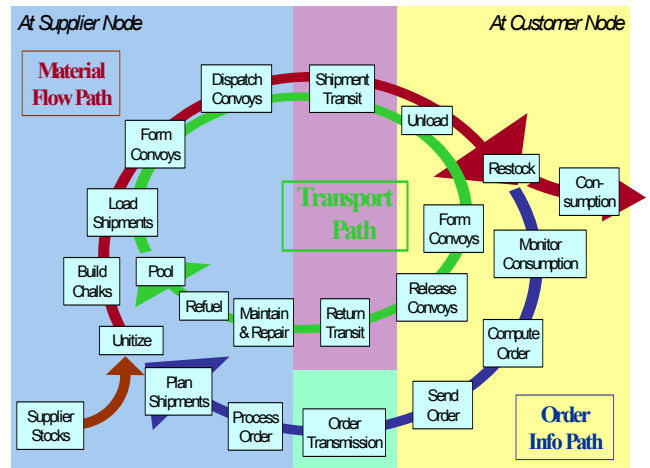 At Supplier Node
At Customer Node
Material
Flow Path
Dispatch
Convoys
Shipment
Transit
Unload
Form
Convoys
Restock
Con-
sumption
Load
Shipments
Transport
Path
Form
Convoys
Monitor
Consumption
Build
Chalks
Pool
Refuel
Maintain
& Repair
Return
Transit
Release
Convoys
Unitize
Compute
Order
Plan
Shipments
Send
Order
Supplier
Stocks
Process
Order
Order
Transmission
Order
Info Path